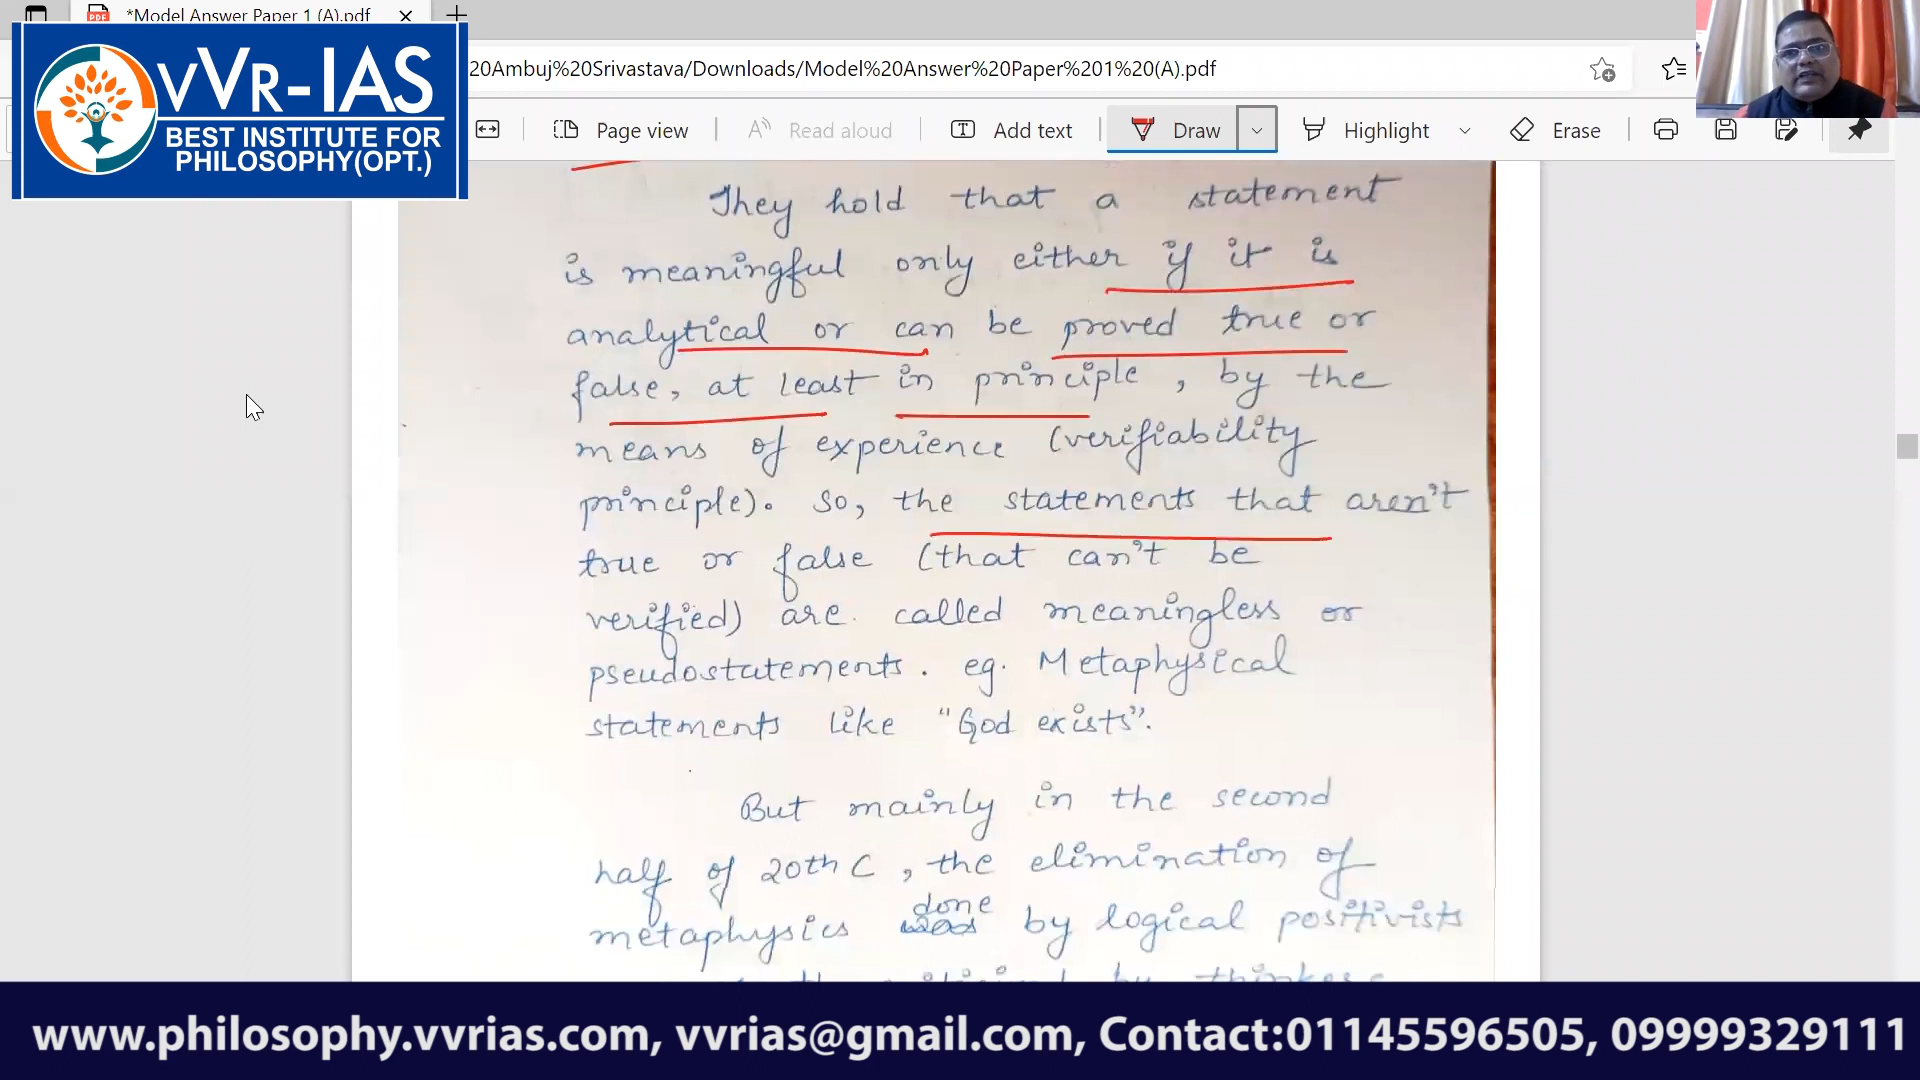 *Model Answer Paper 1 (A).pdf
vVR-IAS
BEST INSTITUTE FOR
PHILOSOPHY(OPT.)
20Ambuj%20Srivastava/Downloads/Model%20Answer%20Paper%201%20(A).pdf
Page view
Read aloud
Add text
Draw
Highlight
Erase
They hold that a statement
is meaningful only either if it is
analytical or can be proved true or
false, at least in principle, by the
means of experience (verifiability
principle). So, the statements that aren't
true or false (that can't be
verified) are called meaningless or
pseudostatements. eg. Metaphysical
statements like "God exists".
But mainly in the second
half of 20th C, the elimination of
done
metaphysics was by logical positivists
by thinkers
www.philosophy.vvrias.com, vvrias@gmail.com, Contact:01145596505, 09999329111